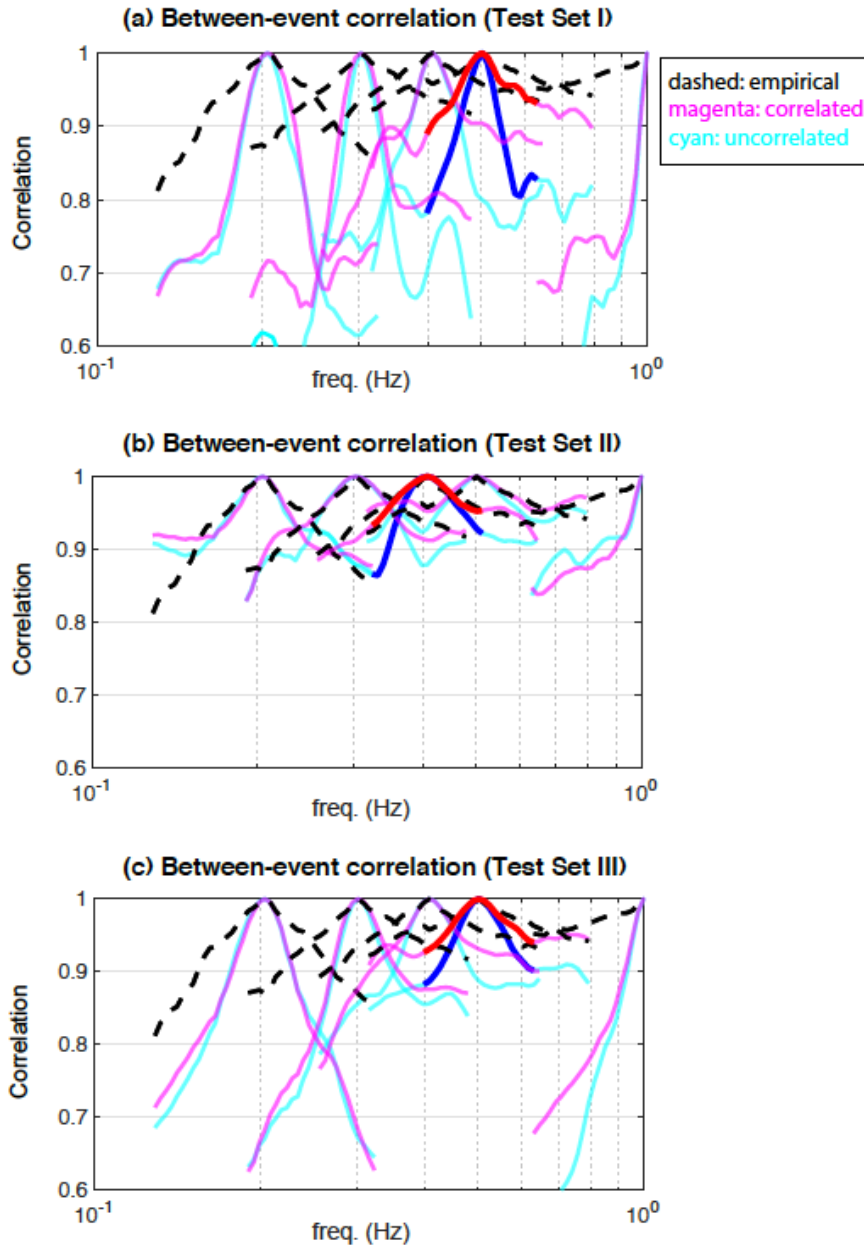 (a) Between-event correlation (Test Set I)
dashed: empirical
magenta: correlated
cyan: uncorrelated
Correlation
1
0.9
0.8
0.7
0.6
10^-1
10^0
freq. (Hz)
(b) Between-event correlation (Test Set II)
Correlation
1
0.9
0.8
0.7
0.6
10^-1
10^0
freq. (Hz)
(c) Between-event correlation (Test Set III)
Correlation
1
0.9
0.8
0.7
0.6
10^-1
10^0
freq. (Hz)